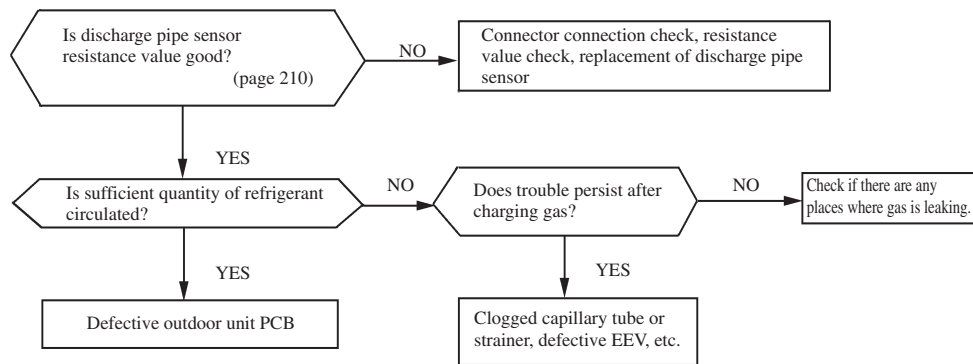 Is discharge pipe sensor
resistance value good?
(page 210)
NO
Connector connection check, resistance
value check, replacement of discharge pipe
sensor
YES
Is sufficient quantity of refrigerant
circulated?
NO
Does trouble persist after
charging gas?
NO
Check if there are any
places where gas is leaking.
YES
YES
Defective outdoor unit PCB
Clogged capillary tube or
strainer, defective EEV, etc.